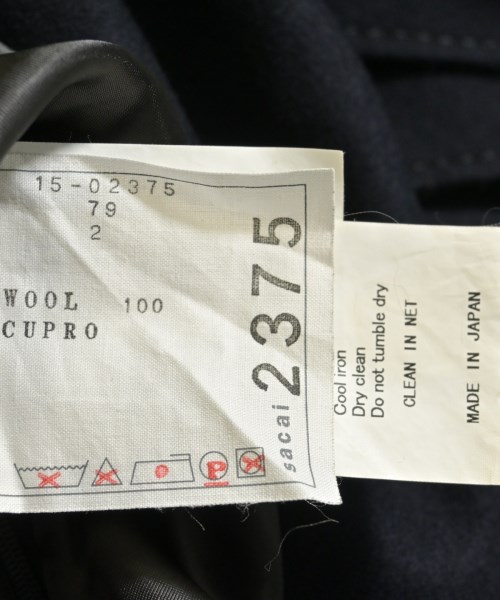 15-02375
79
2
WOOL 100
CUPRO
P
sacai 2375
Cool iron
Dry clean
Do not tumble dry
CLEAN IN NET
MADE IN JAPAN